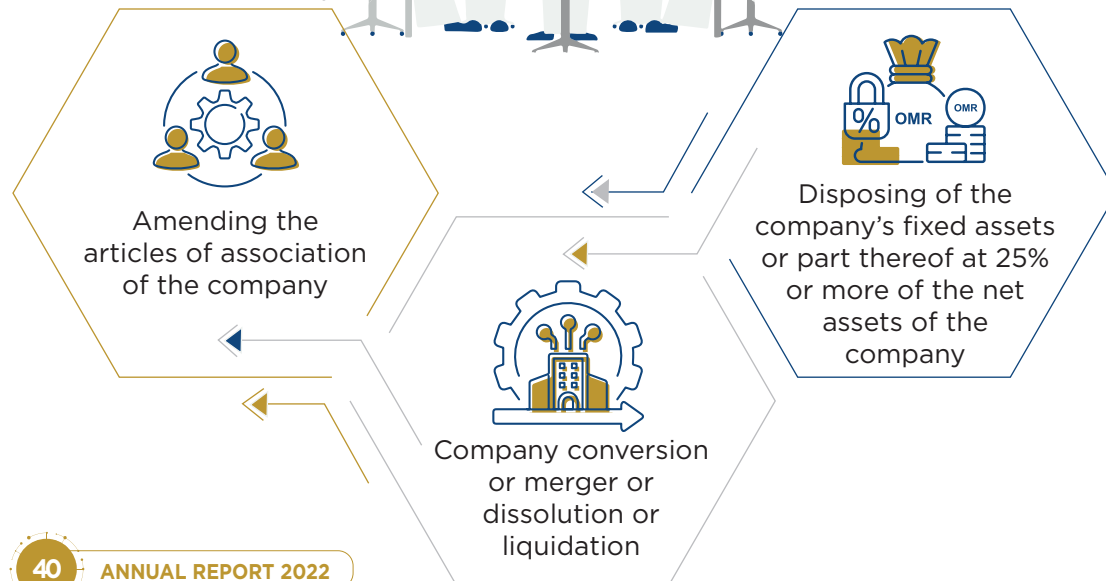 OMR
OMR
%
Amending the
articles of association
of the company
Disposing of the
company’s fixed assets
or part thereof at 25%
or more of the net
assets of the
company
Company conversion
or merger or
dissolution or
liquidation
40
ANNUAL REPORT 2022